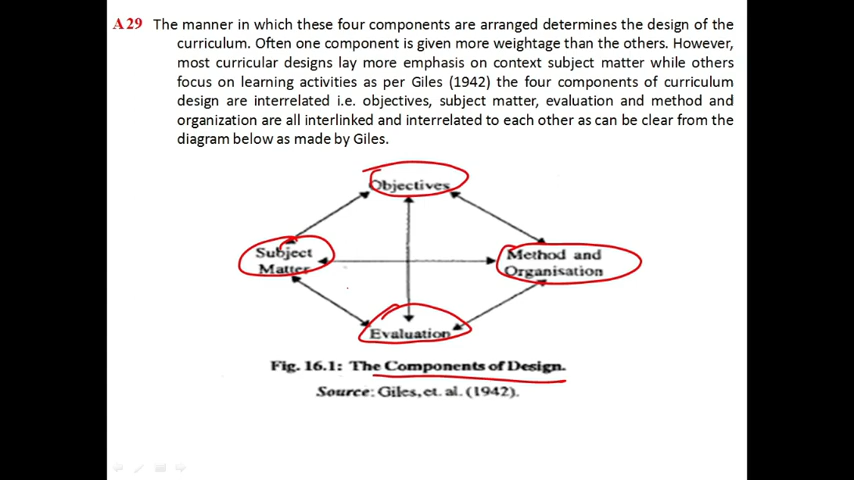 A 29 The manner in which these four components are arranged determines the design of the
curriculum. Often one component is given more weightage than the others. However,
most curricular designs lay more emphasis on context subject matter while others
focus on learning activities as per Giles (1942) the four components of curriculum
design are interrelated i.e. objectives, subject matter, evaluation and method and
organization are all interlinked and interrelated to each other as can be clear from the
diagram below as made by Giles.
Objectives
Subject
Matter
Method and
Organisation
Evaluation
Fig. 16.1: The Components of Design.
Source: Giles, et. al. (1942).